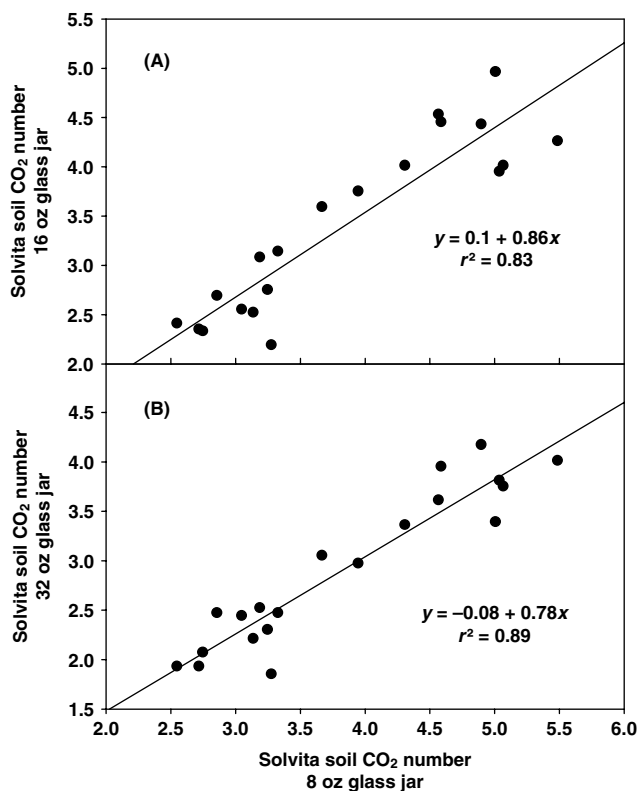 5.5
5.0
4.5
4.0
3.5
3.0
2.5
2.0
Solvita soil CO₂ number
16 oz glass jar
(A)
y = 0.1 + 0.86x
r² = 0.83
4.5
4.0
3.5
3.0
2.5
2.0
1.5
Solvita soil CO₂ number
32 oz glass jar
(B)
y = –0.08 + 0.78x
r² = 0.89
2.0 2.5 3.0 3.5 4.0 4.5 5.0 5.5 6.0
Solvita soil CO₂ number
8 oz glass jar